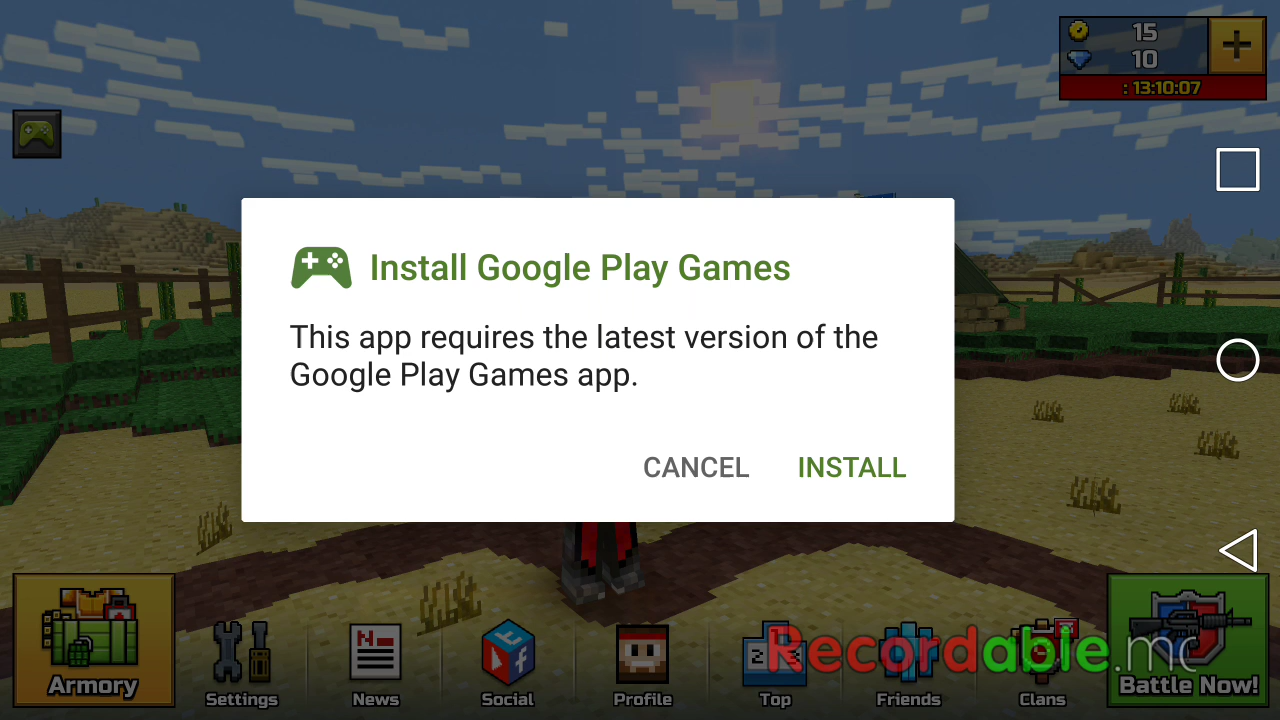 15
10
: 13:10:07
Install Google Play Games
This app requires the latest version of the
Google Play Games app.
CANCEL INSTALL
Armory
Settings
News
Social
Profile
Top
Friends
Clans
Battle Now!
Recordable.mo